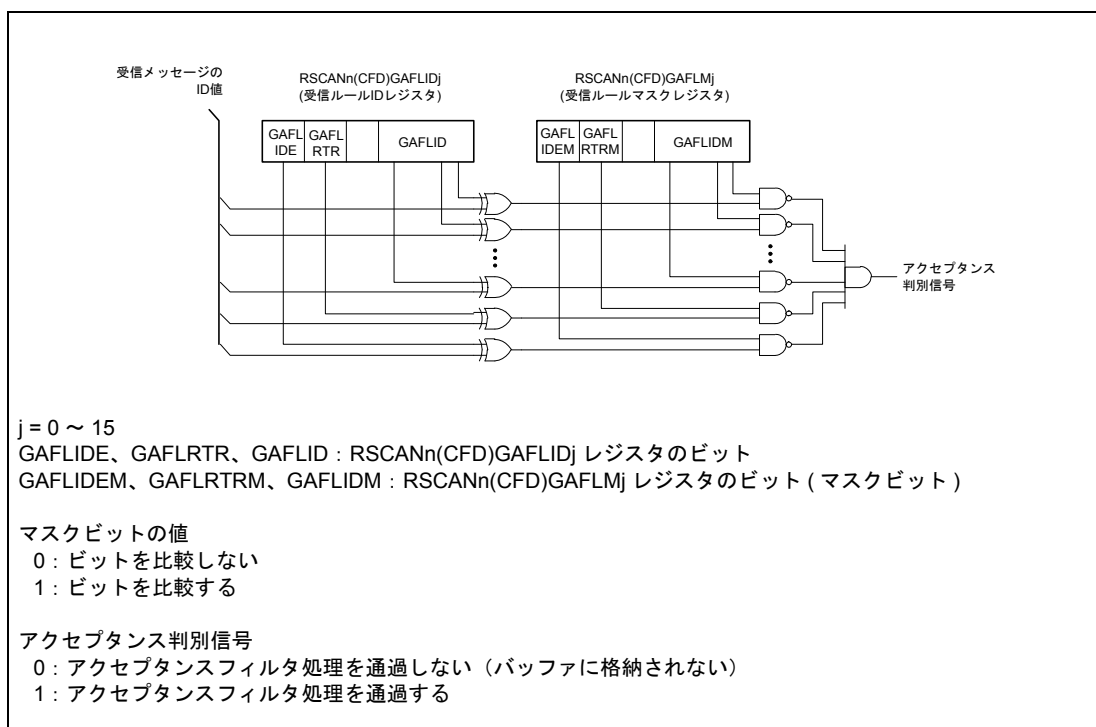 受信メッセージの
ID値
RSCANn(CFD)GAFLIDj
(受信ルールIDレジスタ)
RSCANn(CFD)GAFLMj
(受信ルールマスクレジスタ)
GAFL
IDE
GAFL
RTR
GAFLID
GAFL
IDEM
GAFL
RTRM
GAFLIDM
アクセプタンス
判別信号
j = 0 ~ 15
GAFLIDE、GAFLRTR、GAFLID : RSCANn(CFD)GAFLIDj レジスタのビット
GAFLIDEM、GAFLRTRM、GAFLIDM : RSCANn(CFD)GAFLMj レジスタのビット ( マスクビット )
マスクビットの値
0 : ビットを比較しない
1 : ビットを比較する
アクセプタンス判別信号
0 : アクセプタンスフィルタ処理を通過しない（バッファに格納されない）
1 : アクセプタンスフィルタ処理を通過する